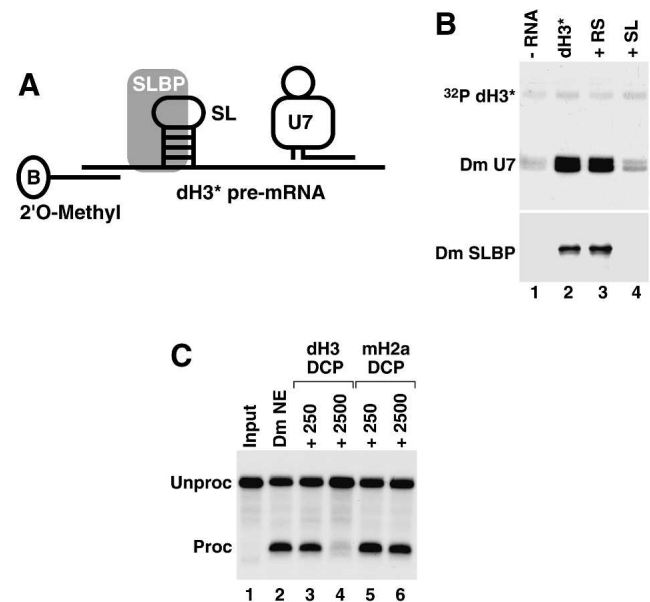 A
SLBP
SL
U7
B
2'O-Methyl
dH3* pre-mRNA
B
- RNA
dH3*
+ RS
+ SL
32P dH3*
Dm U7
Dm SLBP
1 2 3 4
C
dH3 DCP
mH2a DCP
Input
Dm NE
+ 250
+ 2500
+ 250
+ 2500
Unproc
Proc
1 2 3 4 5 6